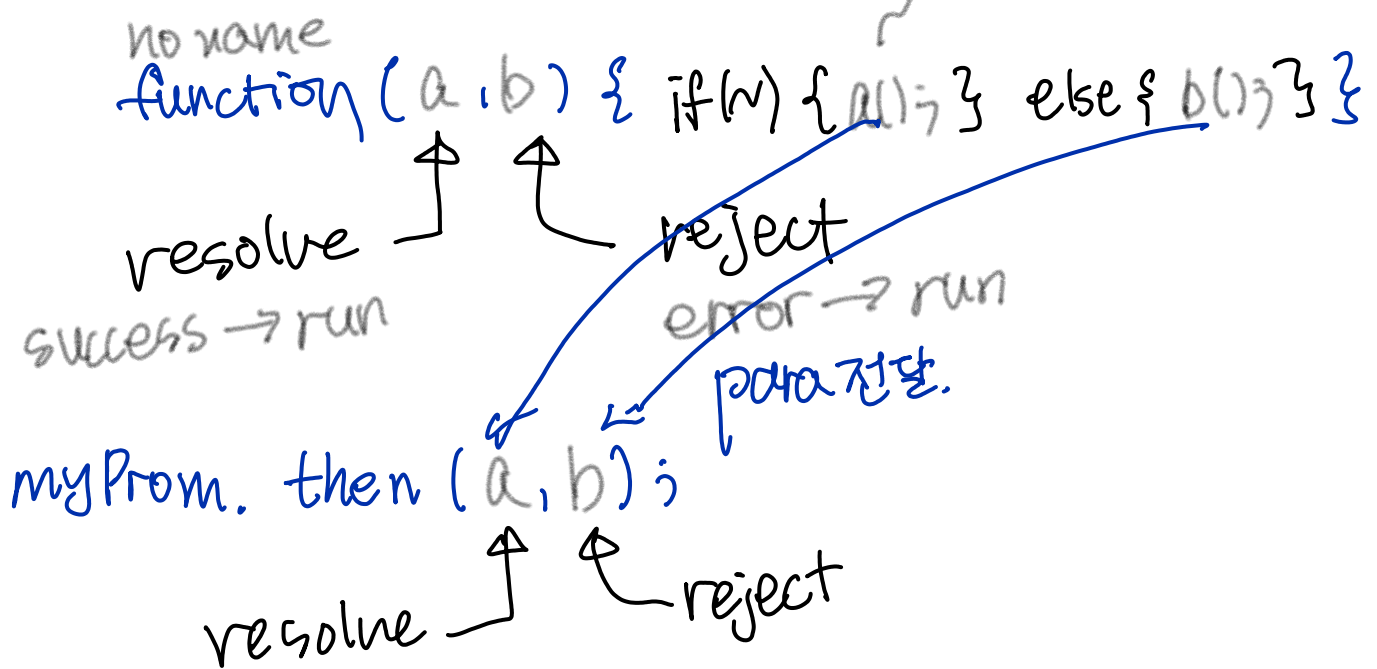 no name
function (a, b) { if(~) { a(); } else { b(); } }
resolve reject
success → run error → run
para 전달.
myProm. then (a, b);
resolve reject